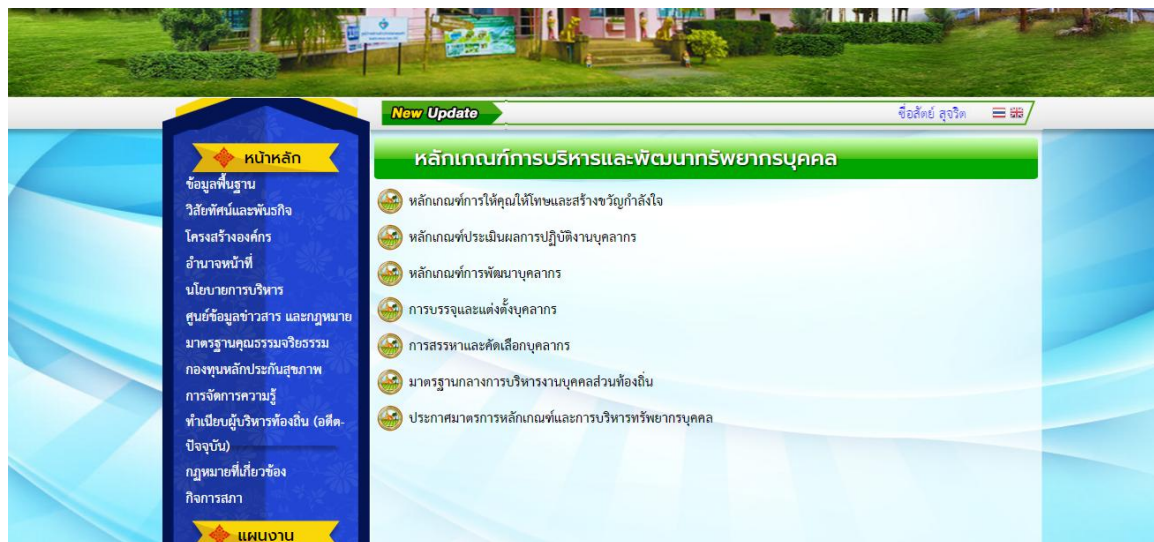 New Update
ซื่อสัตย์ สุจริต
หน้าหลัก
ข้อมูลพื้นฐาน
วิสัยทัศน์และพันธกิจ
โครงสร้างองค์กร
อำนาจหน้าที่
นโยบายการบริหาร
ศูนย์ข้อมูลข่าวสาร และกฎหมาย
มาตรฐานคุณธรรมจริยธรรม
กองทุนหลักประกันสุขภาพ
การจัดการความรู้
ทำเนียบผู้บริหารท้องถิ่น (อดีต-
ปัจจุบัน)
กฎหมายที่เกี่ยวข้อง
กิจการสภา
แผนงาน
หลักเกณฑ์การบริหารและพัฒนาทรัพยากรบุคคล
หลักเกณฑ์การให้คุณให้โทษและสร้างขวัญกำลังใจ
หลักเกณฑ์ประเมินผลการปฏิบัติงานบุคลากร
หลักเกณฑ์การพัฒนาบุคลากร
การบรรจุและแต่งตั้งบุคลากร
การสรรหาและคัดเลือกบุคลากร
มาตรฐานกลางการบริหารงานบุคคลส่วนท้องถิ่น
ประกาศมาตรการหลักเกณฑ์และการบริหารทรัพยากรบุคคล